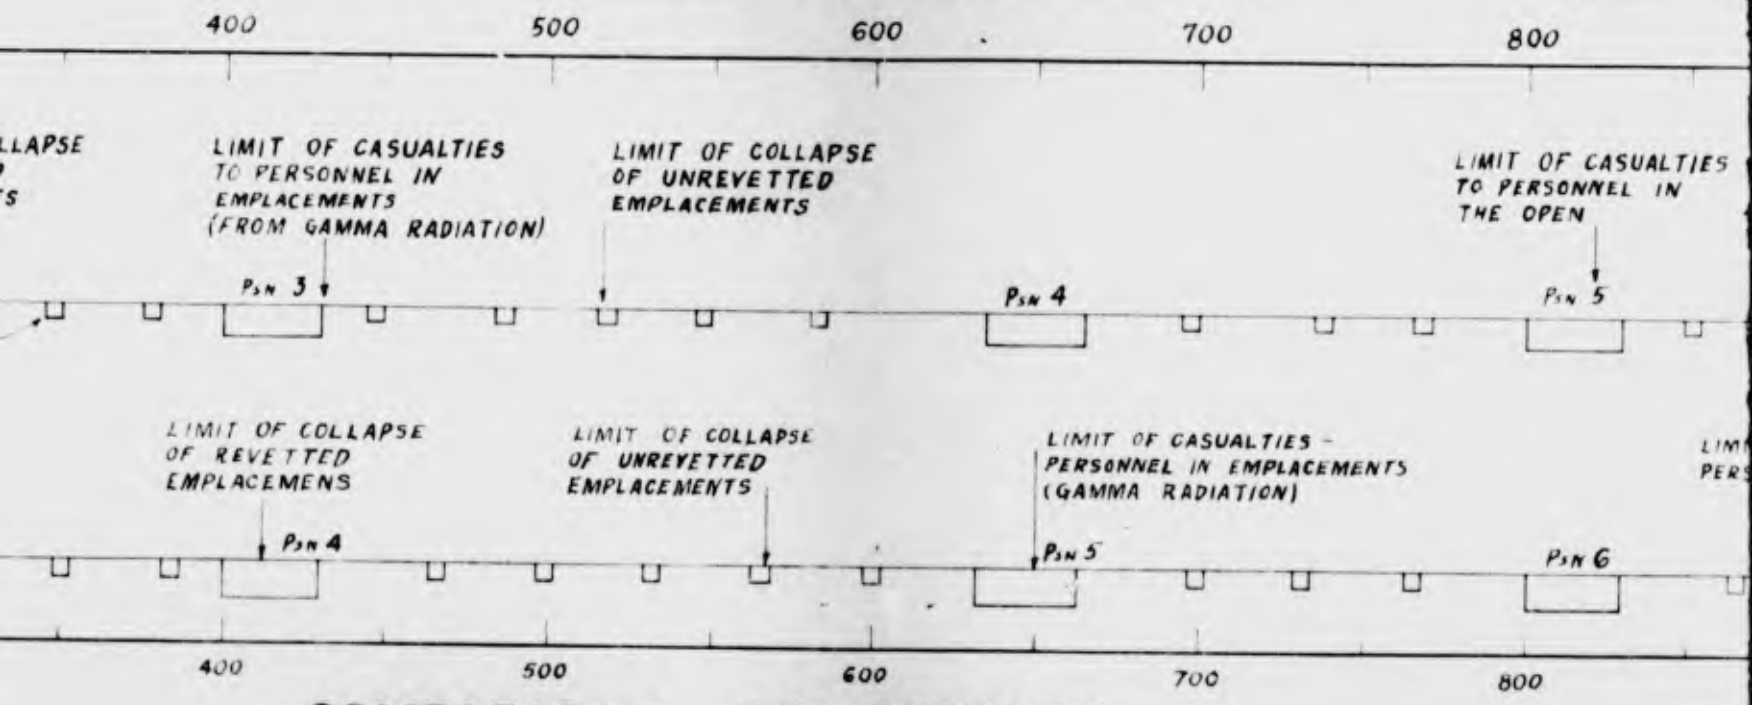 400 500 600 700 800
LLAPSE
S
LIMIT OF CASUALTIES
TO PERSONNEL IN
EMPLACEMENTS
(FROM GAMMA RADIATION)
LIMIT OF COLLAPSE
OF UNREVETTED
EMPLACEMENTS
LIMIT OF CASUALTIES
TO PERSONNEL IN
THE OPEN
PSN 3
PSN 4
PSN 5
LIMIT OF COLLAPSE
OF REVETTED
EMPLACEMENS
LIMIT OF COLLAPSE
OF UNREVETTED
EMPLACEMENTS
LIMIT OF CASUALTIES -
PERSONNEL IN EMPLACEMENTS
(GAMMA RADIATION)
LIM
PERS
PSN 4
PSN 5
PSN 6
400 500 600 700 800